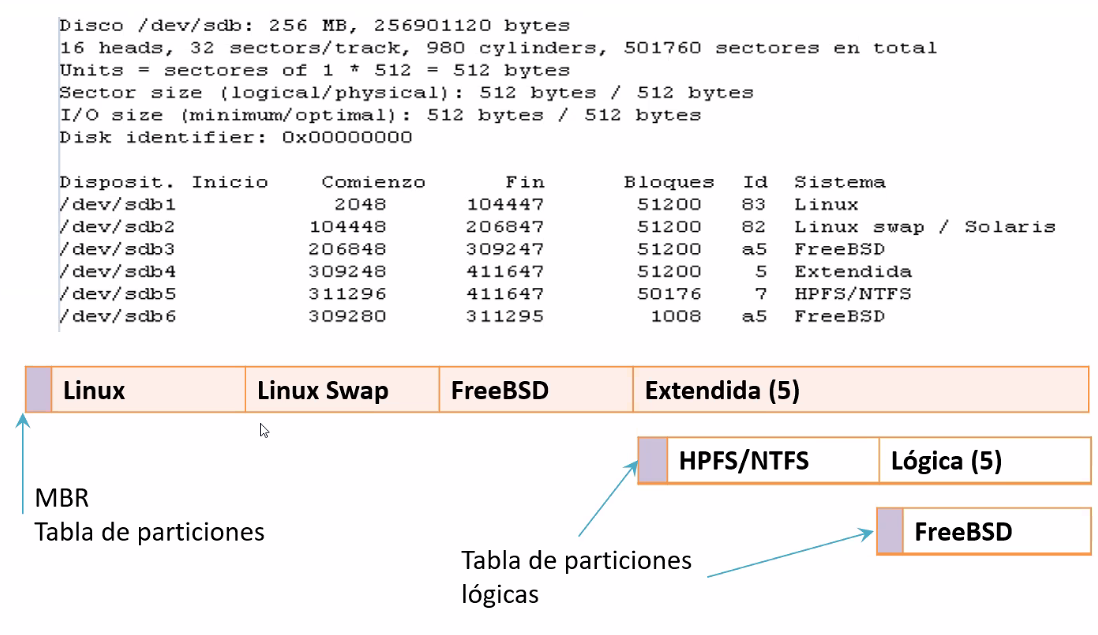 Disco /dev/sdb: 256 MB, 256901120 bytes
16 heads, 32 sectors/track, 980 cylinders, 501760 sectores en total
Units = sectores of 1 * 512 = 512 bytes
Sector size (logical/physical): 512 bytes / 512 bytes
I/O size (minimum/optimal): 512 bytes / 512 bytes
Disk identifier: 0x00000000
Disposit. Inicio Comienzo Fin Bloques Id Sistema
/dev/sdb1 2048 104447 51200 83 Linux
/dev/sdb2 104448 206847 51200 82 Linux swap / Solaris
/dev/sdb3 206848 309247 51200 a5 FreeBSD
/dev/sdb4 309248 411647 51200 5 Extendida
/dev/sdb5 311296 411647 50176 7 HPFS/NTFS
/dev/sdb6 309280 311295 1008 a5 FreeBSD
Linux Linux Swap FreeBSD Extendida (5)
HPFS/NTFS Lógica (5)
FreeBSD
MBR
Tabla de particiones
Tabla de particiones
lógicas